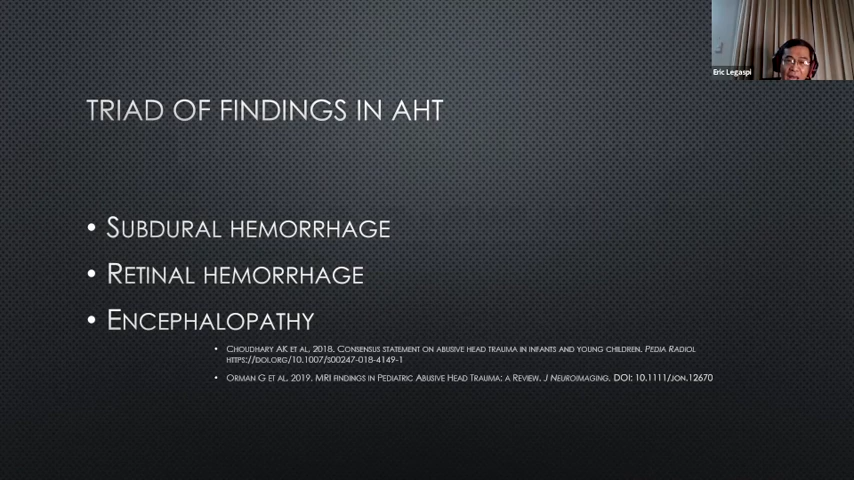 Eric Legaspi
TRIAD OF FINDINGS IN AHT
• SUBDURAL HEMORRHAGE
• RETINAL HEMORRHAGE
• ENCEPHALOPATHY
• CHOUDHARY AK ET AL, 2018. CONSENSUS STATEMENT ON ABUSIVE HEAD TRAUMA IN INFANTS AND YOUNG CHILDREN. PEDIA RADIOL
HTTPS://DOI.ORG/10.1007/S00247-018-4149-1
• ORMAN G ET AL. 2019. MRI FINDINGS IN PEDIATRIC ABUSIVE HEAD TRAUMA: A REVIEW. J NEUROIMAGING. DOI: 10.1111/JON.12670